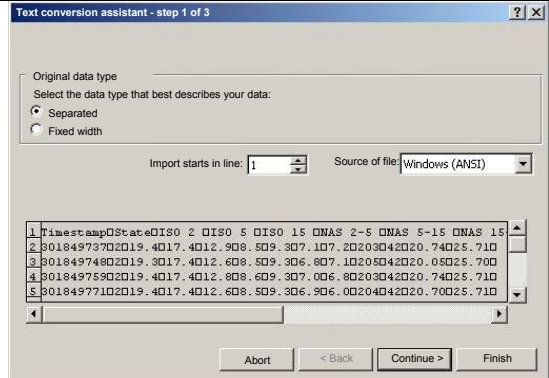 Text conversion assistant - step 1 of 3
Original data type
Select the data type that best describes your data:
Separated
Fixed width
Import starts in line: 1 Source of file: Windows (ANSI)
1 Timestamp□State□ISO 2 □ISO 5 □ISO 15 □NAS 2-5 □NAS 5-15 □NAS 15-
2 301849737□2□19.4□17.4□12.9□8.5□9.3□7.1□7.2□203□42□20.74□25.71□
3 301849748□2□19.3□17.4□12.8□8.6□9.3□6.8□7.1□205□42□20.05□25.70□
4 301849759□2□19.4□17.4□12.6□8.6□9.3□7.0□6.8□203□42□20.74□25.71□
5 301849771□2□19.4□17.4□12.6□8.5□9.3□6.9□6.0□204□42□20.70□25.71□
Abort < Back Continue > Finish